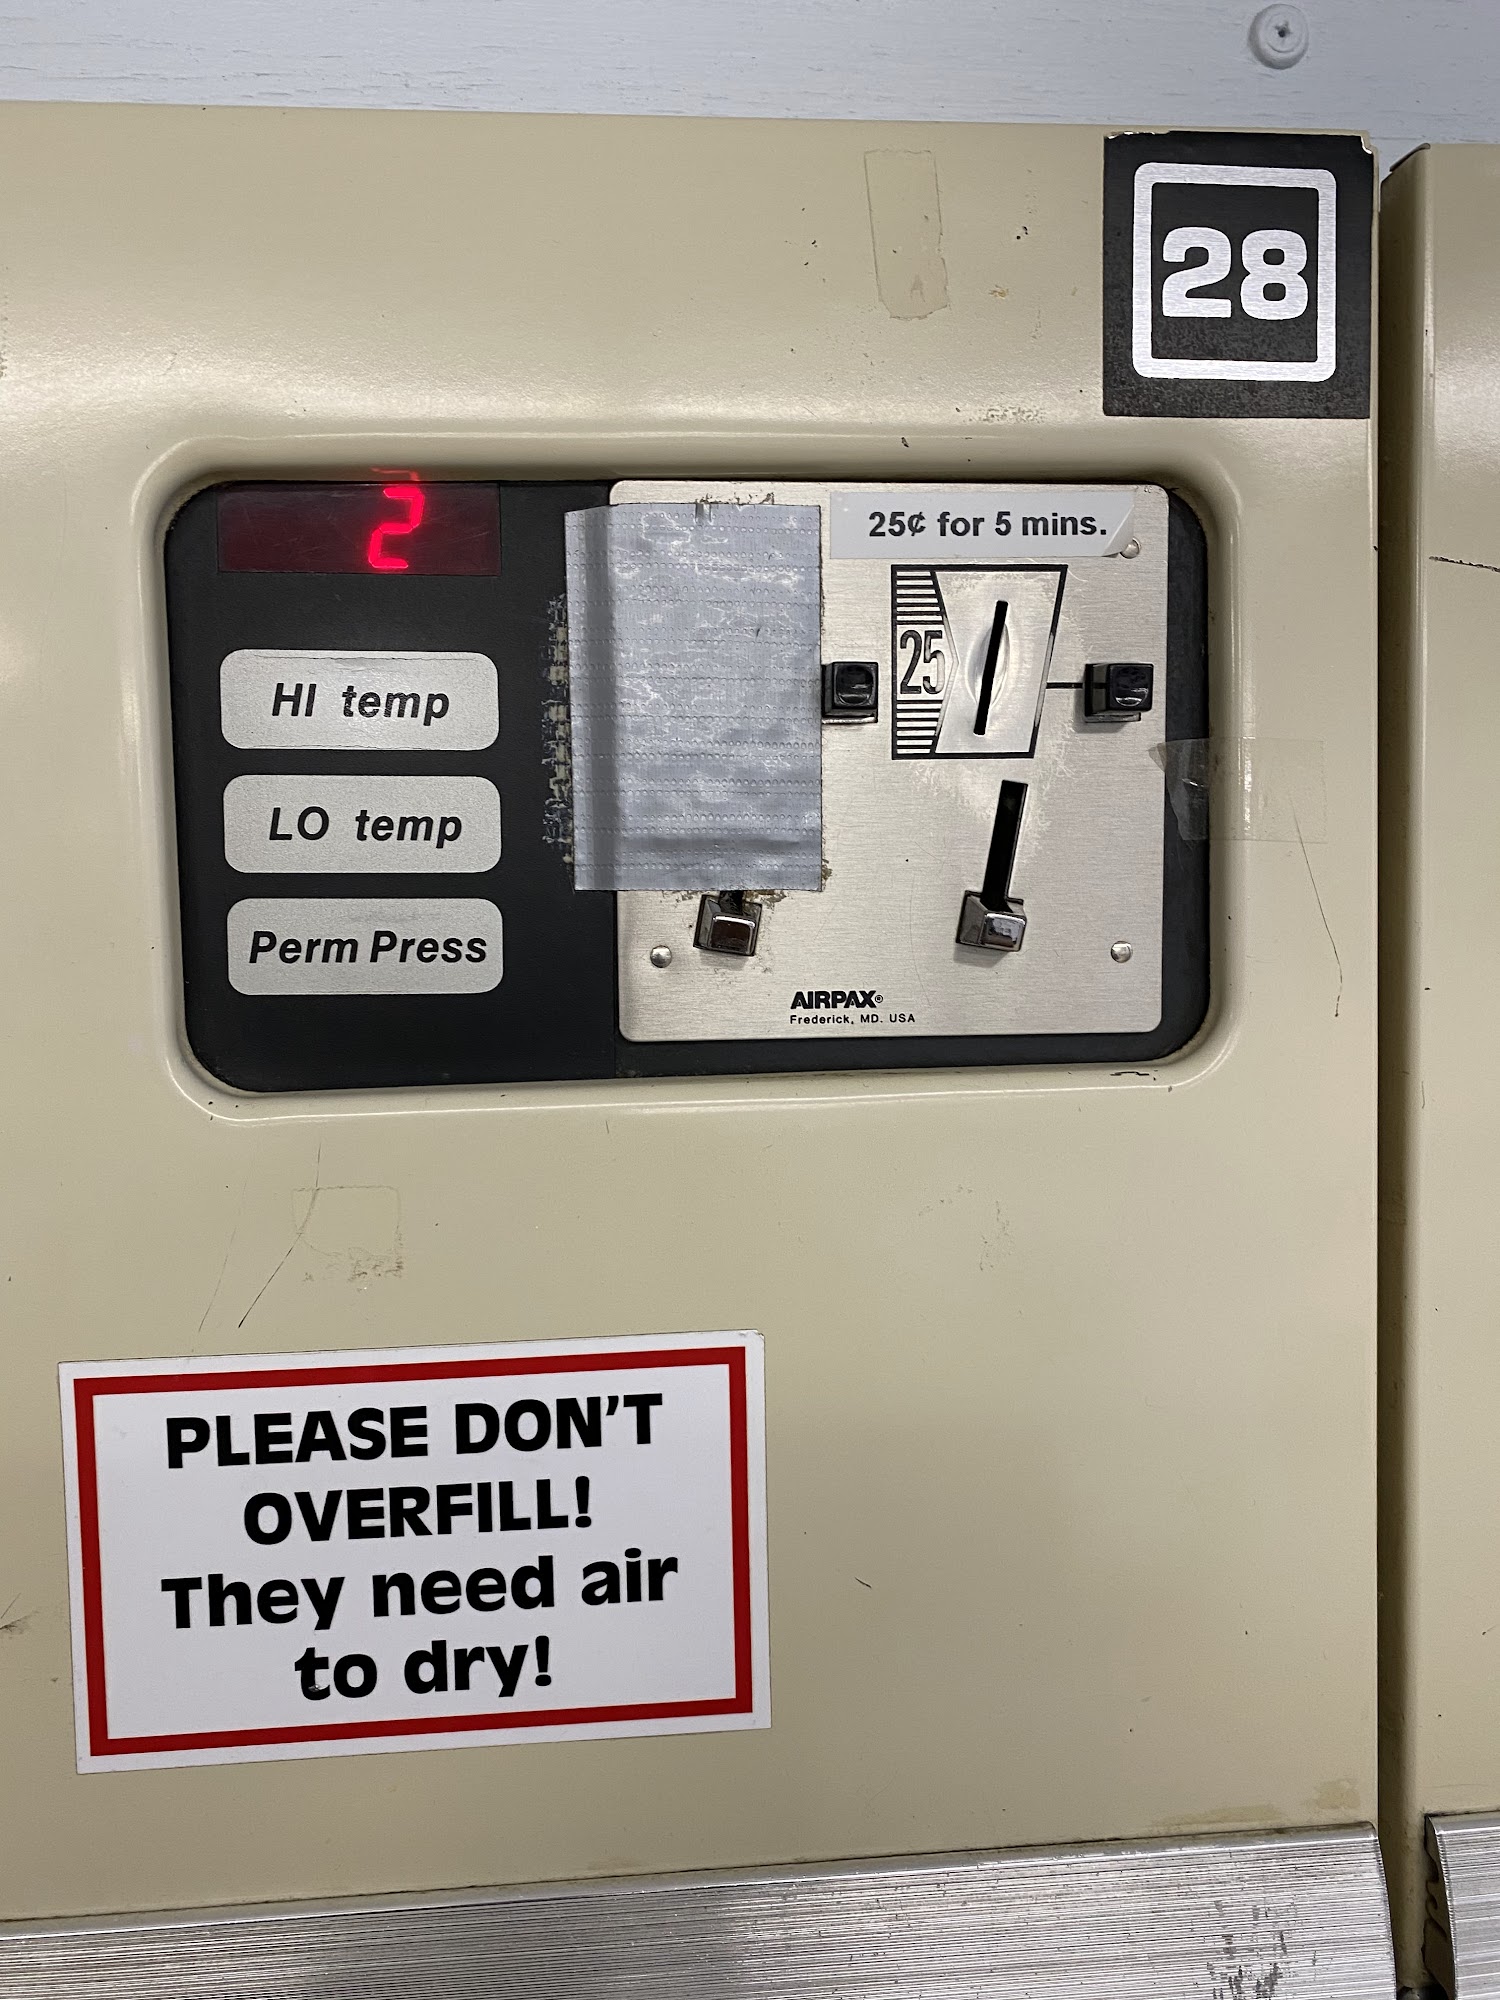 28
2
25¢ for 5 mins.
25
HI temp
LO temp
Perm Press
AIRPAX®
Frederick, MD. USA
PLEASE DON'T
OVERFILL!
They need air
to dry!